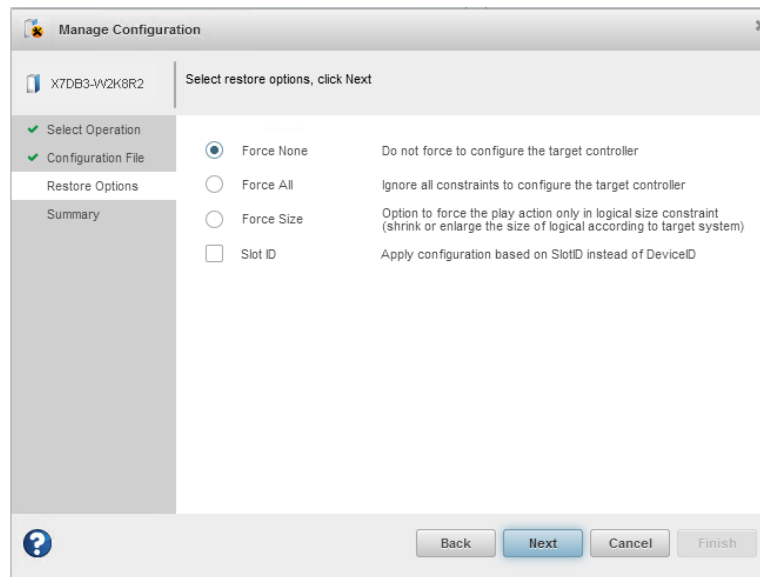 Manage Configuration
X7DB3-W2K8R2
Select restore options, click Next
Select Operation
Configuration File
Restore Options
Summary
Force None Do not force to configure the target controller
Force All Ignore all constraints to configure the target controller
Force Size Option to force the play action only in logical size constraint
(shrink or enlarge the size of logical according to target system)
Slot ID Apply configuration based on SlotID instead of DeviceID
? Back Next Cancel Finish